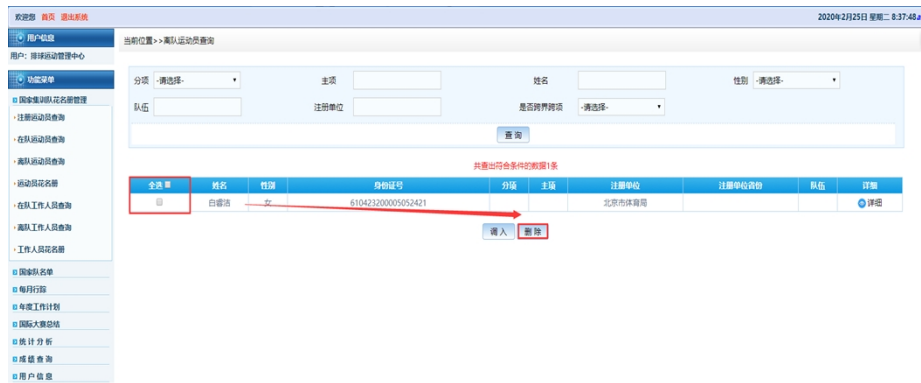 欢迎您 首页 退出系统 2020年2月25日 星期二 8:37:48
用户信息
当前位置>>离队运动员查询
用户：排球运动管理中心
功能菜单
分项 -请选择- 主项 姓名 性别 -请选择-
国家集训队花名册管理
队伍 注册单位 是否跨界跨项 -请选择-
注册运动员查询
查 询
在队运动员查询
离队运动员查询
共查出符合条件的数据1条
运动员花名册
全选 姓名 性别 身份证号 分项 主项 注册单位 注册单位省份 队伍 详细
在队工作人员查询
白睿洁 女 610423200005052421 北京市体育局 详细
离队工作人员查询
调 入 删 除
工作人员花名册
国家队名单
每月行踪
年度工作计划
国际大赛总结
统 计 分 析
成 绩 查 询
用 户 信 息